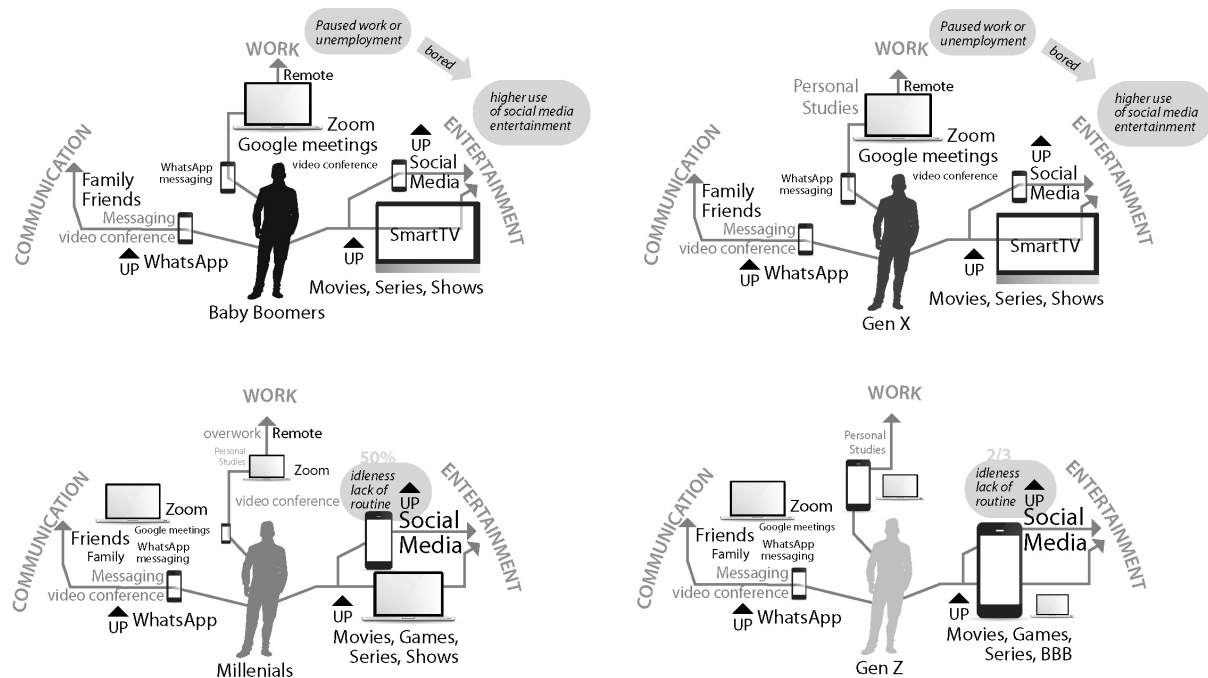 Paused work or
unemployment
WORK
bored
Remote
higher use
of social media
entertainment
COMMUNICATION
ENTERTAINMENT
Zoom
Google meetings
video conference
UP
WhatsApp
messaging
Social
Media
Family
Friends
Messaging
video conference
SmartTV
UP
WhatsApp
UP
Movies, Series, Shows
Baby Boomers
Paused work or
unemployment
WORK
bored
Personal
Studies
Remote
higher use
of social media
entertainment
COMMUNICATION
ENTERTAINMENT
Zoom
Google meetings
video conference
UP
WhatsApp
messaging
Social
Media
Family
Friends
Messaging
video conference
SmartTV
UP
WhatsApp
UP
Movies, Series, Shows
Gen X
WORK
overwork
Remote
Personal
Studies
Zoom
50%
idleness
lack of
routine
UP
COMMUNICATION
ENTERTAINMENT
video conference
Zoom
Google meetings
Social
Media
Friends
Family
WhatsApp
messaging
Messaging
video conference
UP
WhatsApp
UP
Movies, Games,
Series, Shows
Millenials
WORK
Personal
Studies
2/3
idleness
lack of
routine
UP
COMMUNICATION
ENTERTAINMENT
Zoom
Google meetings
Social
Media
Friends
Family
WhatsApp
messaging
Messaging
video conference
UP
WhatsApp
UP
Movies, Games,
Series, BBB
Gen Z